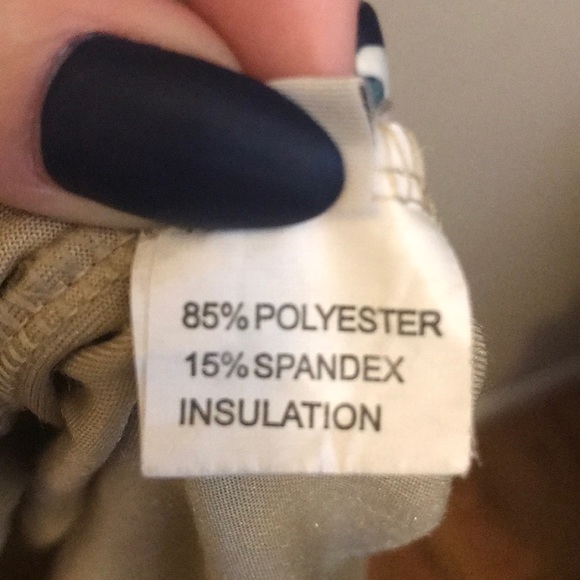 85% POLYESTER
15% SPANDEX
INSULATION